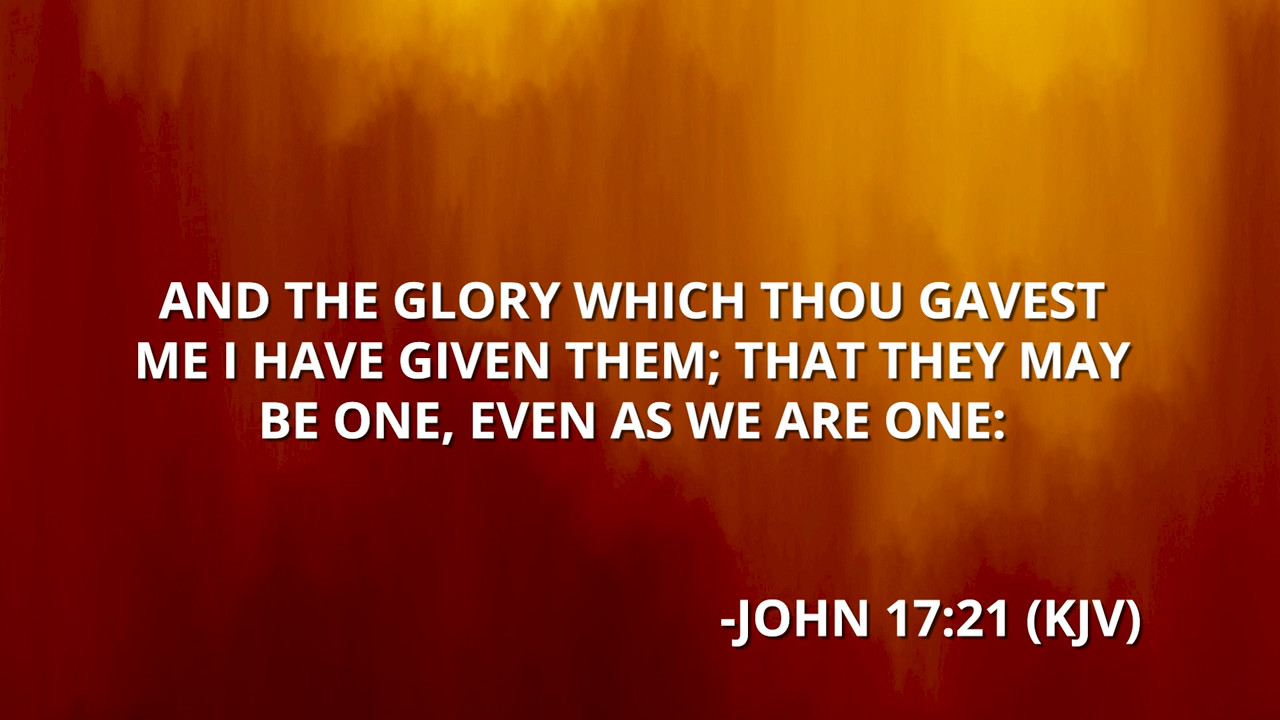 AND THE GLORY WHICH THOU GAVEST
ME I HAVE GIVEN THEM; THAT THEY MAY
BE ONE, EVEN AS WE ARE ONE:
-JOHN 17:21 (KJV)